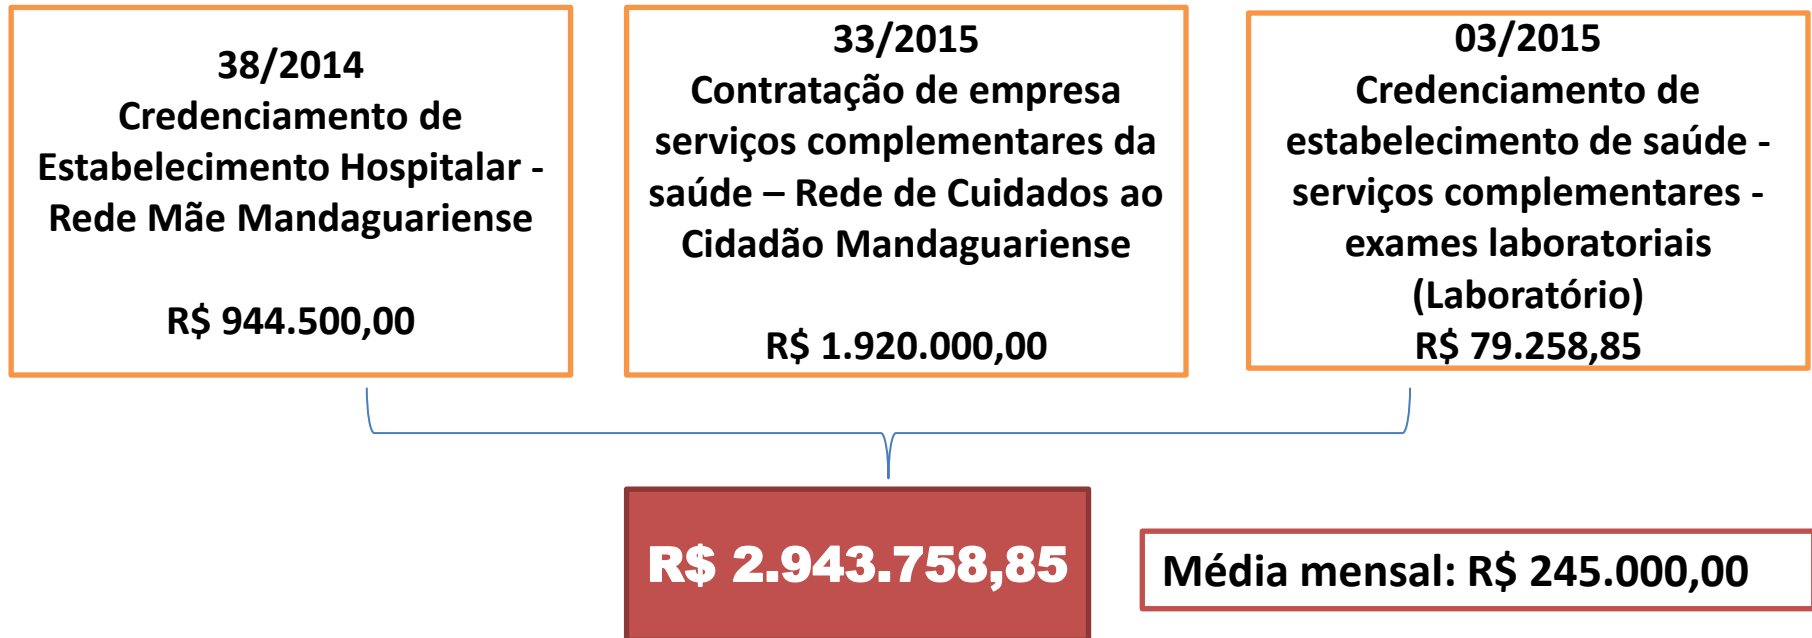 38/2014
Credenciamento de
Estabelecimento Hospitalar -
Rede Mãe Mandaguariense
R$ 944.500,00
33/2015
Contratação de empresa
serviços complementares da
saúde – Rede de Cuidados ao
Cidadão Mandaguariense
R$ 1.920.000,00
03/2015
Credenciamento de
estabelecimento de saúde -
serviços complementares -
exames laboratoriais
(Laboratório)
R$ 79.258,85
R$ 2.943.758,85
Média mensal: R$ 245.000,00